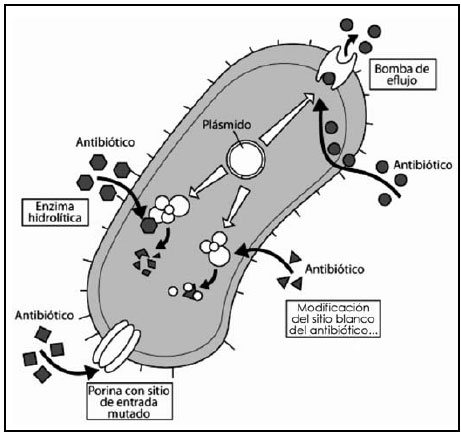 Bomba de
eflujo
Plásmido
Antibiótico
Antibiótico
Enzima
hidrolítica
Antibiótico
Modificación
del sitio blanco
del antibiótico...
Antibiótico
Porina con sitio
de entrada
mutado